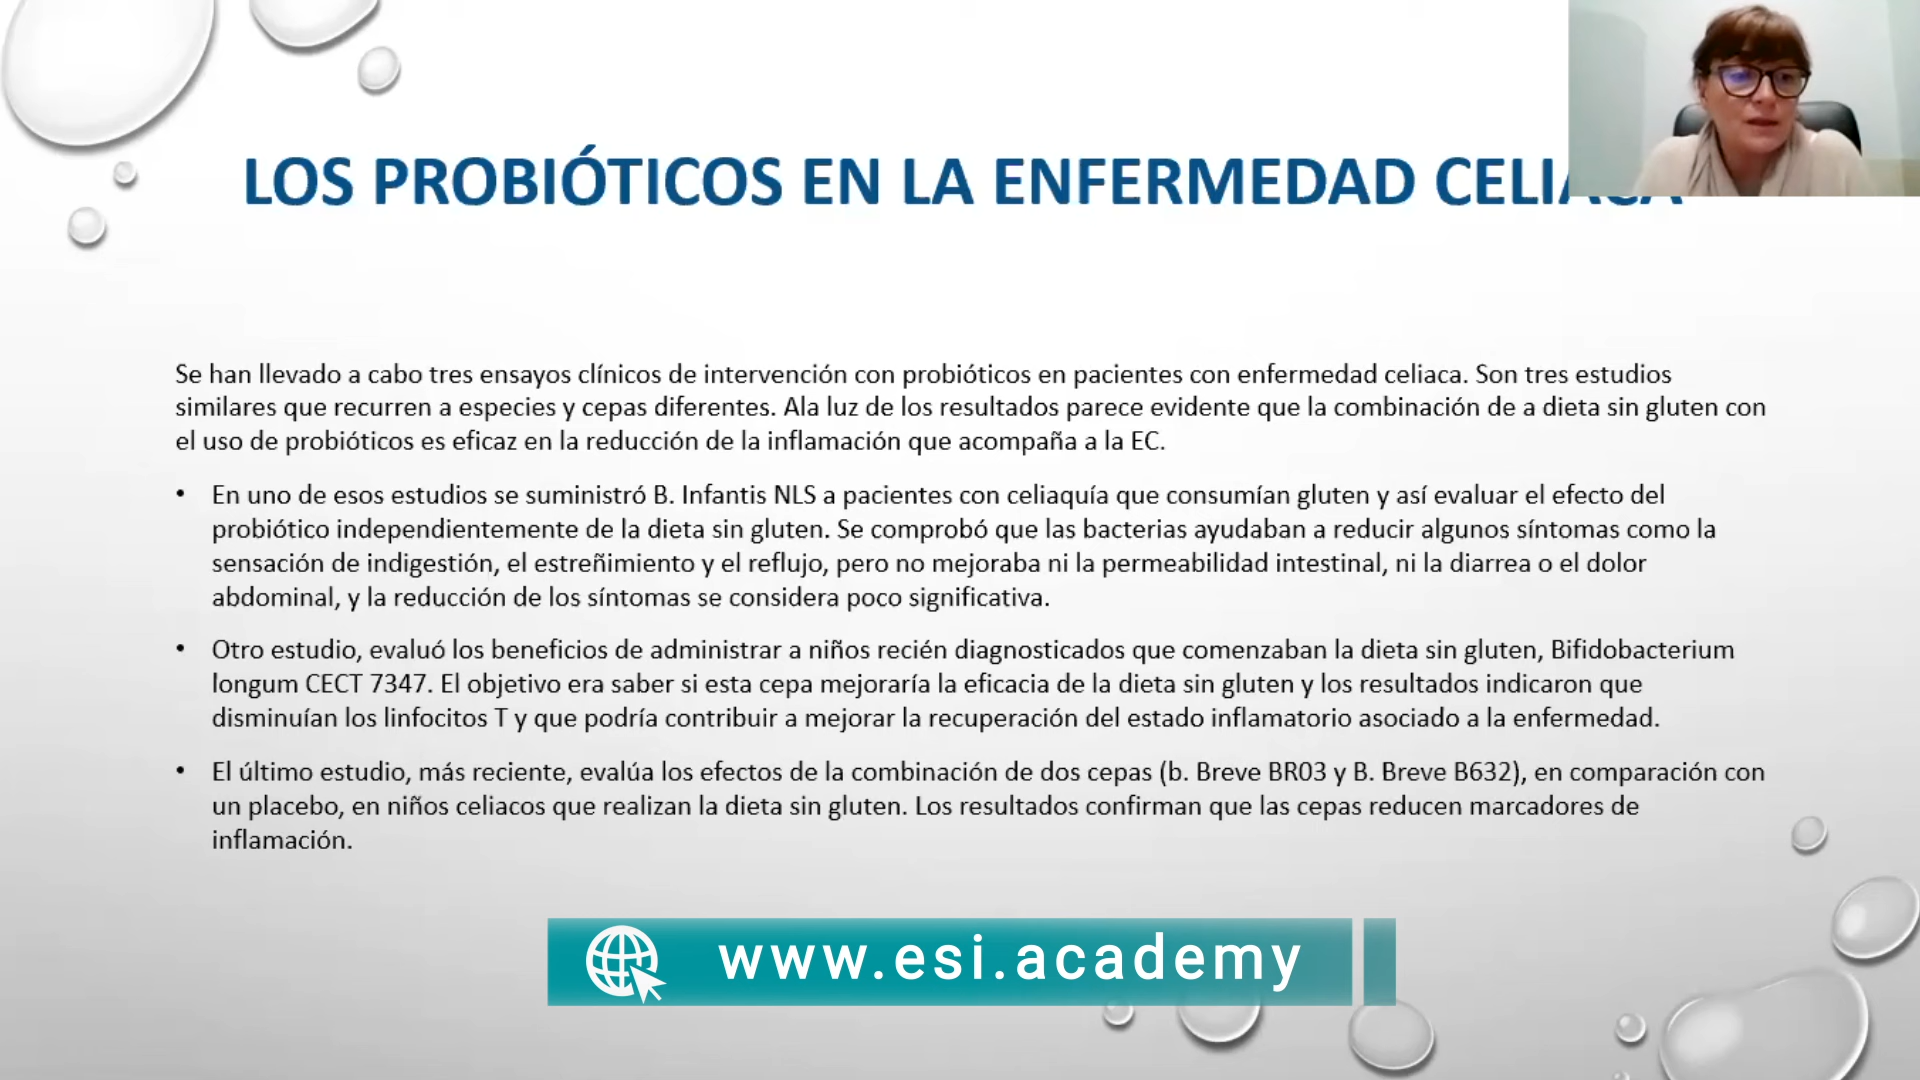 LOS PROBIÓTICOS EN LA ENFERMEDAD CELIACA
Se han llevado a cabo tres ensayos clínicos de intervención con probióticos en pacientes con enfermedad celiaca. Son tres estudios
similares que recurren a especies y cepas diferentes. Ala luz de los resultados parece evidente que la combinación de a dieta sin gluten con
el uso de probióticos es eficaz en la reducción de la inflamación que acompaña a la EC.
• En uno de esos estudios se suministró B. Infantis NLS a pacientes con celiaquía que consumían gluten y así evaluar el efecto del
probiótico independientemente de la dieta sin gluten. Se comprobó que las bacterias ayudaban a reducir algunos síntomas como la
sensación de indigestión, el estreñimiento y el reflujo, pero no mejoraba ni la permeabilidad intestinal, ni la diarrea o el dolor
abdominal, y la reducción de los síntomas se considera poco significativa.
• Otro estudio, evaluó los beneficios de administrar a niños recién diagnosticados que comenzaban la dieta sin gluten, Bifidobacterium
longum CECT 7347. El objetivo era saber si esta cepa mejoraría la eficacia de la dieta sin gluten y los resultados indicaron que
disminuían los linfocitos T y que podría contribuir a mejorar la recuperación del estado inflamatorio asociado a la enfermedad.
• El último estudio, más reciente, evalúa los efectos de la combinación de dos cepas (b. Breve BR03 y B. Breve B632), en comparación con
un placebo, en niños celiacos que realizan la dieta sin gluten. Los resultados confirman que las cepas reducen marcadores de
inflamación.
www.esi.academy